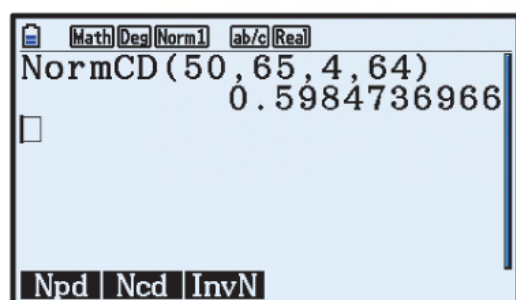 Math Deg Norm1 ab/c Real
NormCD(50,65,4,64)
0.5984736966
Npd Ncd InvN